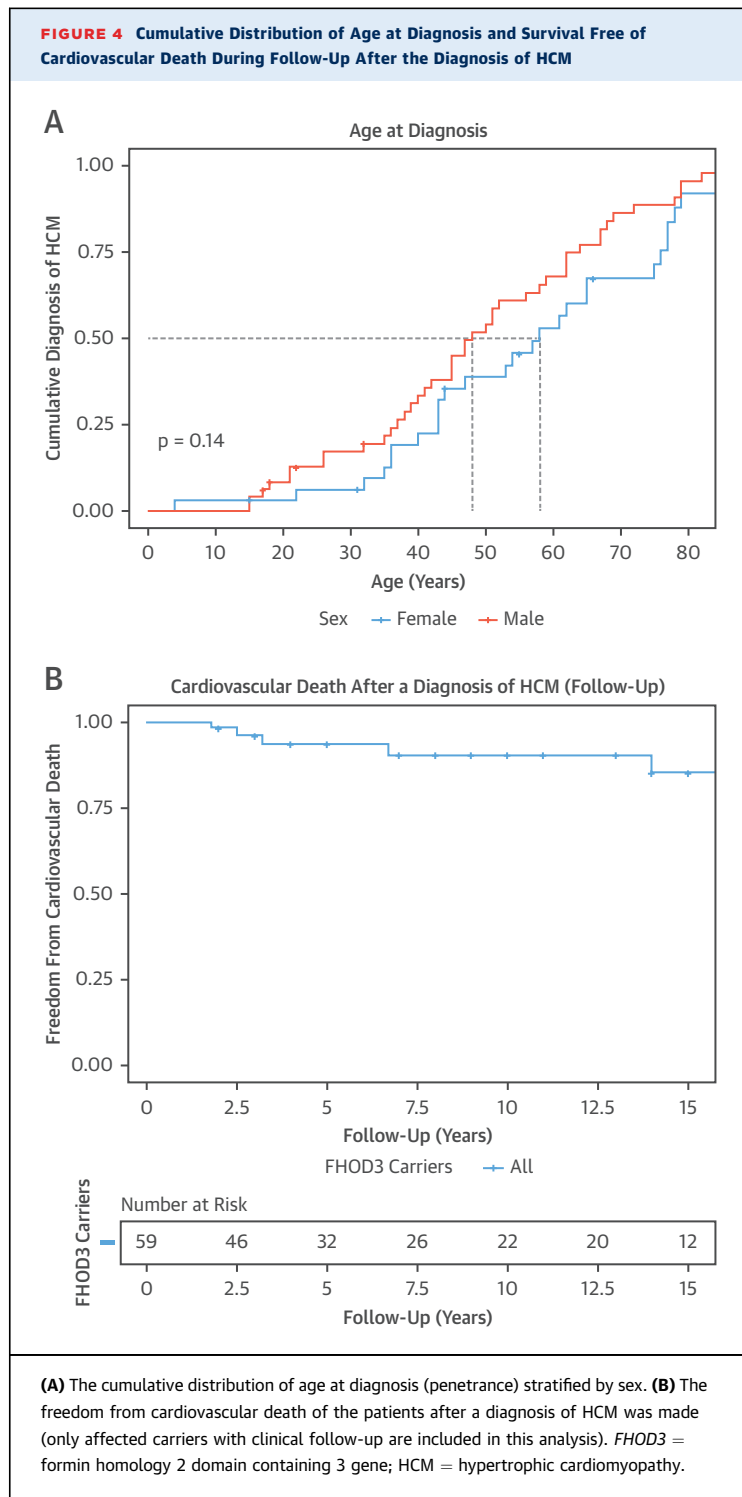 FIGURE 4 Cumulative Distribution of Age at Diagnosis and Survival Free of
Cardiovascular Death During Follow-Up After the Diagnosis of HCM
A
Age at Diagnosis
Cumulative Diagnosis of HCM
1.00
0.75
0.50
0.25
0.00
p = 0.14
0 10 20 30 40 50 60 70 80
Age (Years)
Sex Female Male
B
Cardiovascular Death After a Diagnosis of HCM (Follow-Up)
Freedom From Cardiovascular Death
1.00
0.75
0.50
0.25
0.00
0 2.5 5 7.5 10 12.5 15
Follow-Up (Years)
FHOD3 Carriers All
FHOD3 Carriers
Number at Risk
59 46 32 26 22 20 12
0 2.5 5 7.5 10 12.5 15
Follow-Up (Years)
(A) The cumulative distribution of age at diagnosis (penetrance) stratified by sex. (B) The
freedom from cardiovascular death of the patients after a diagnosis of HCM was made
(only affected carriers with clinical follow-up are included in this analysis). FHOD3 =
formin homology 2 domain containing 3 gene; HCM = hypertrophic cardiomyopathy.